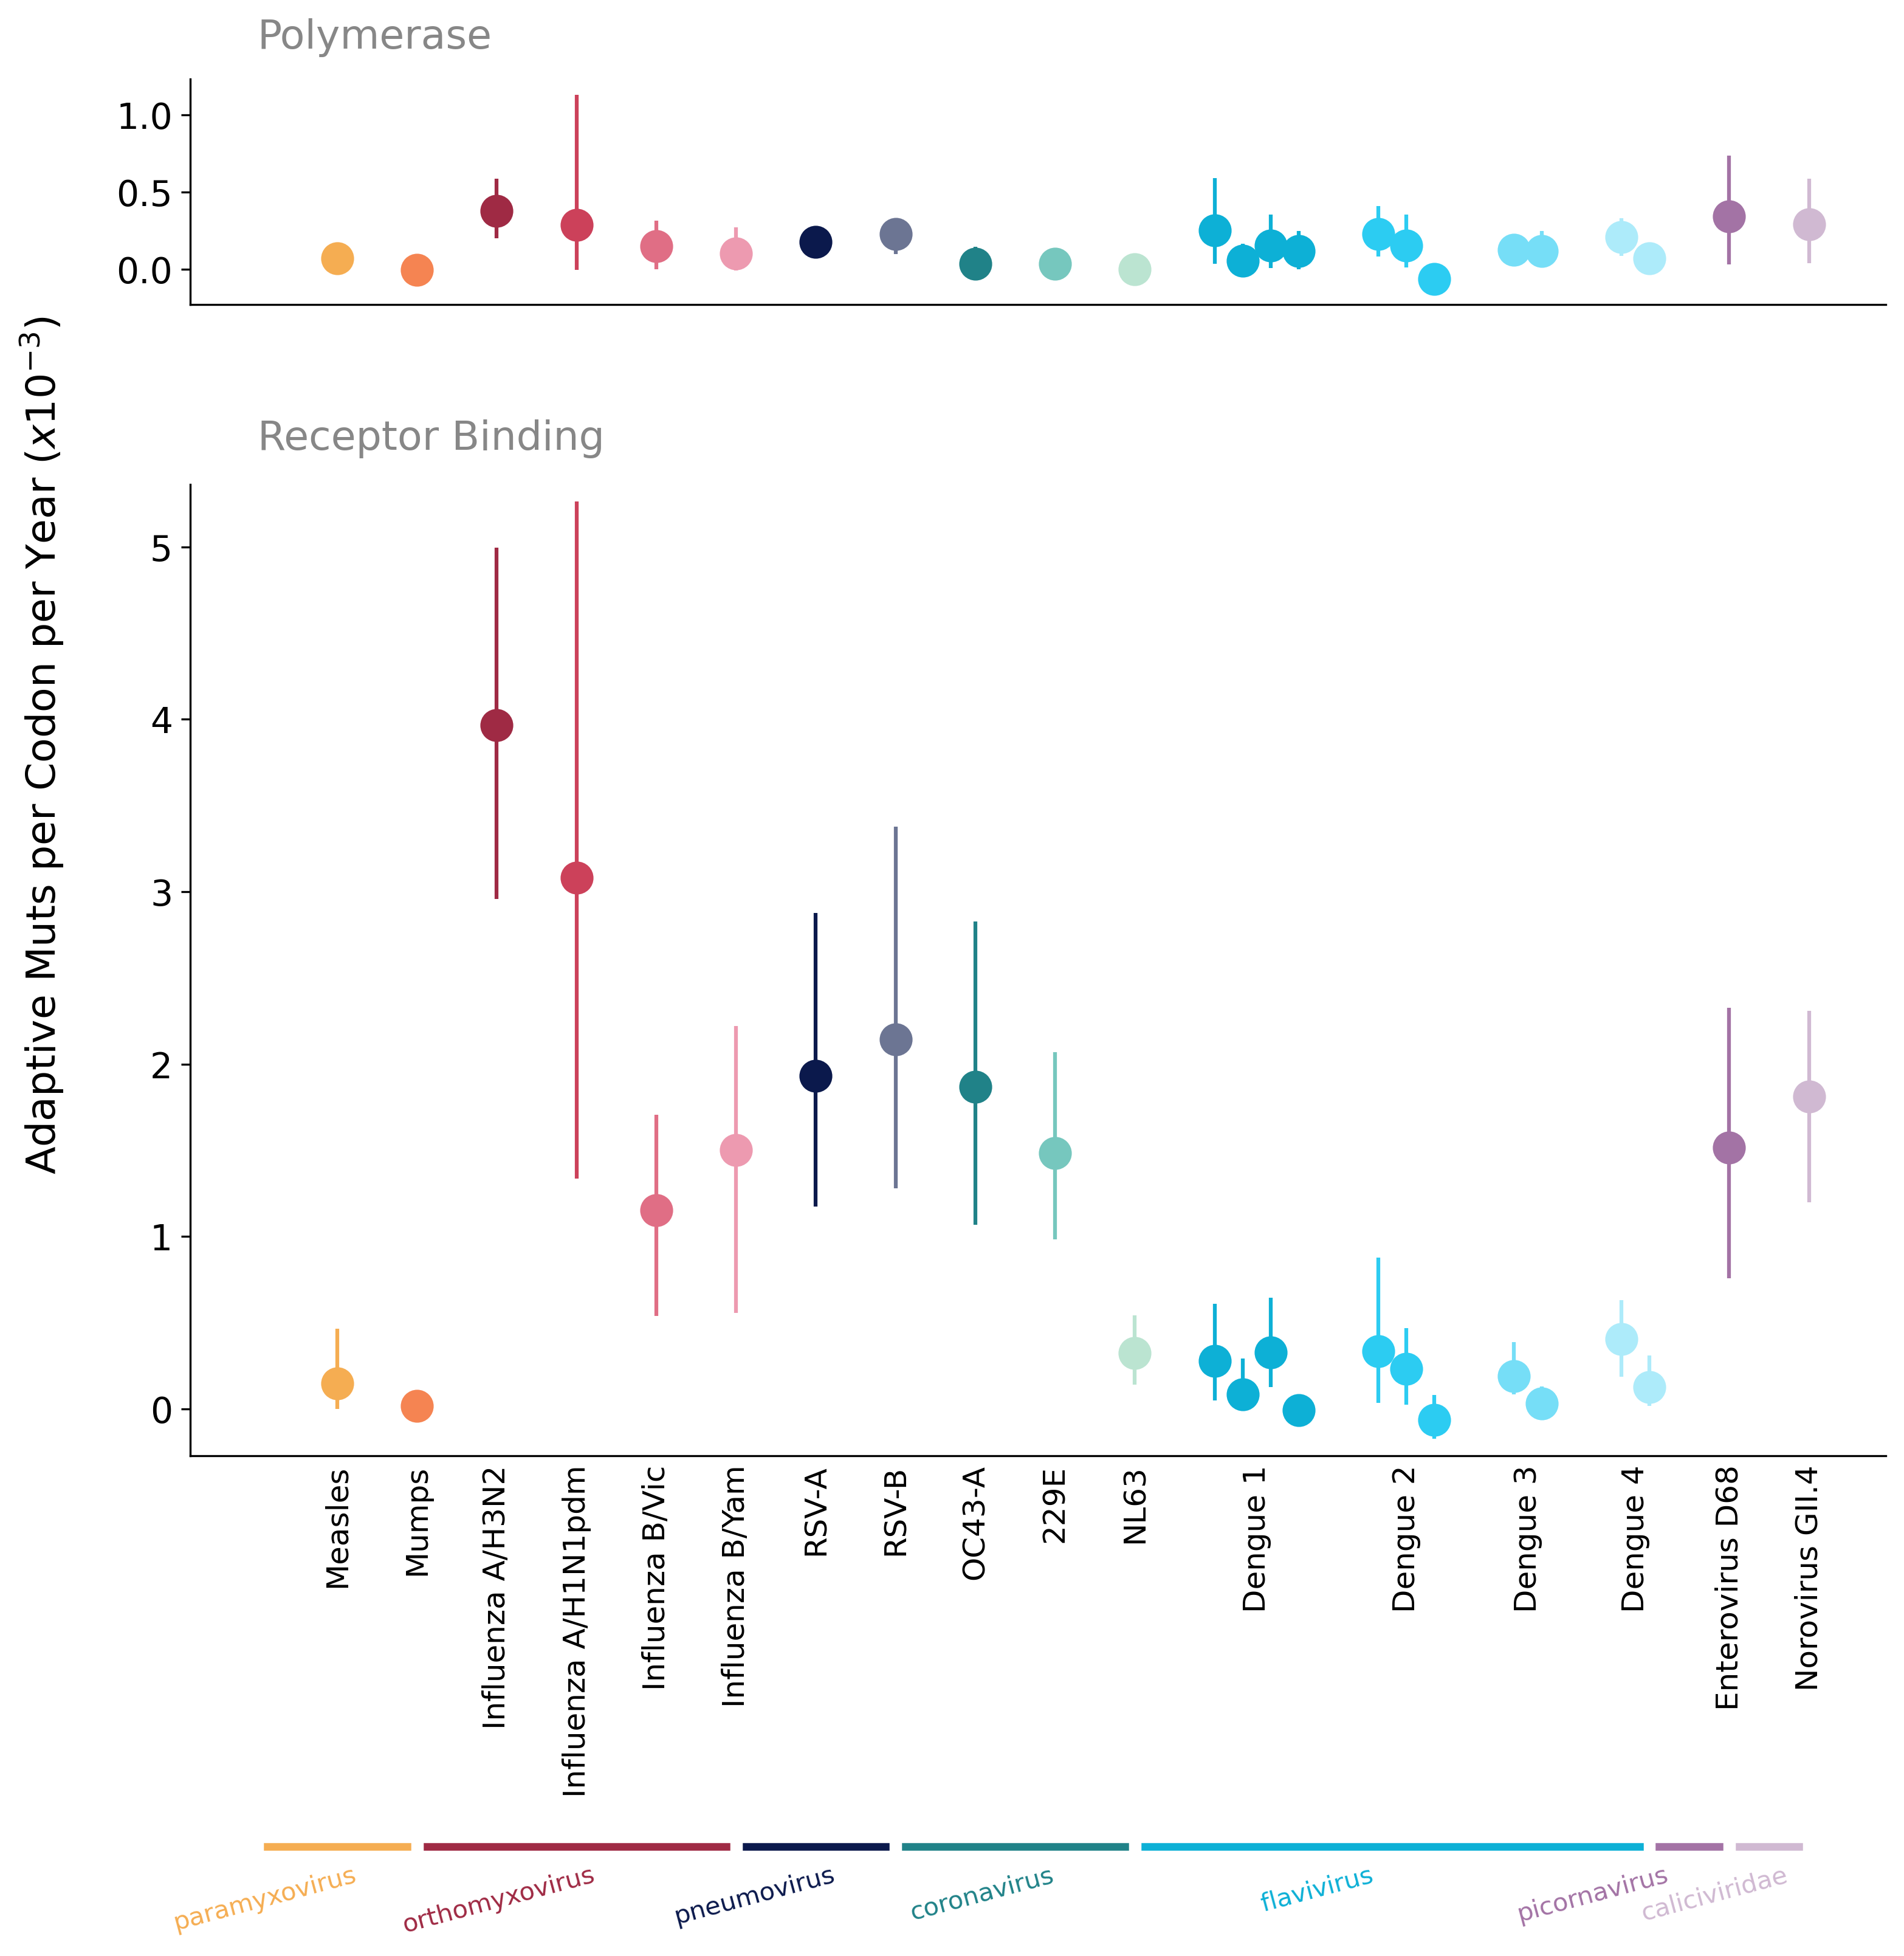 Polymerase
1.0
0.5
0.0
Adaptive Muts per Codon per Year (x10⁻³)
Receptor Binding
5
4
3
2
1
0
Measles
Mumps
Influenza A/H3N2
Influenza A/H1N1pdm
Influenza B/Vic
Influenza B/Yam
RSV-A
RSV-B
OC43-A
229E
NL63
Dengue 1
Dengue 2
Dengue 3
Dengue 4
Enterovirus D68
Norovirus GII.4
paramyxovirus
orthomyxovirus
pneumovirus
coronavirus
flavivirus
picornavirus
caliciviridae